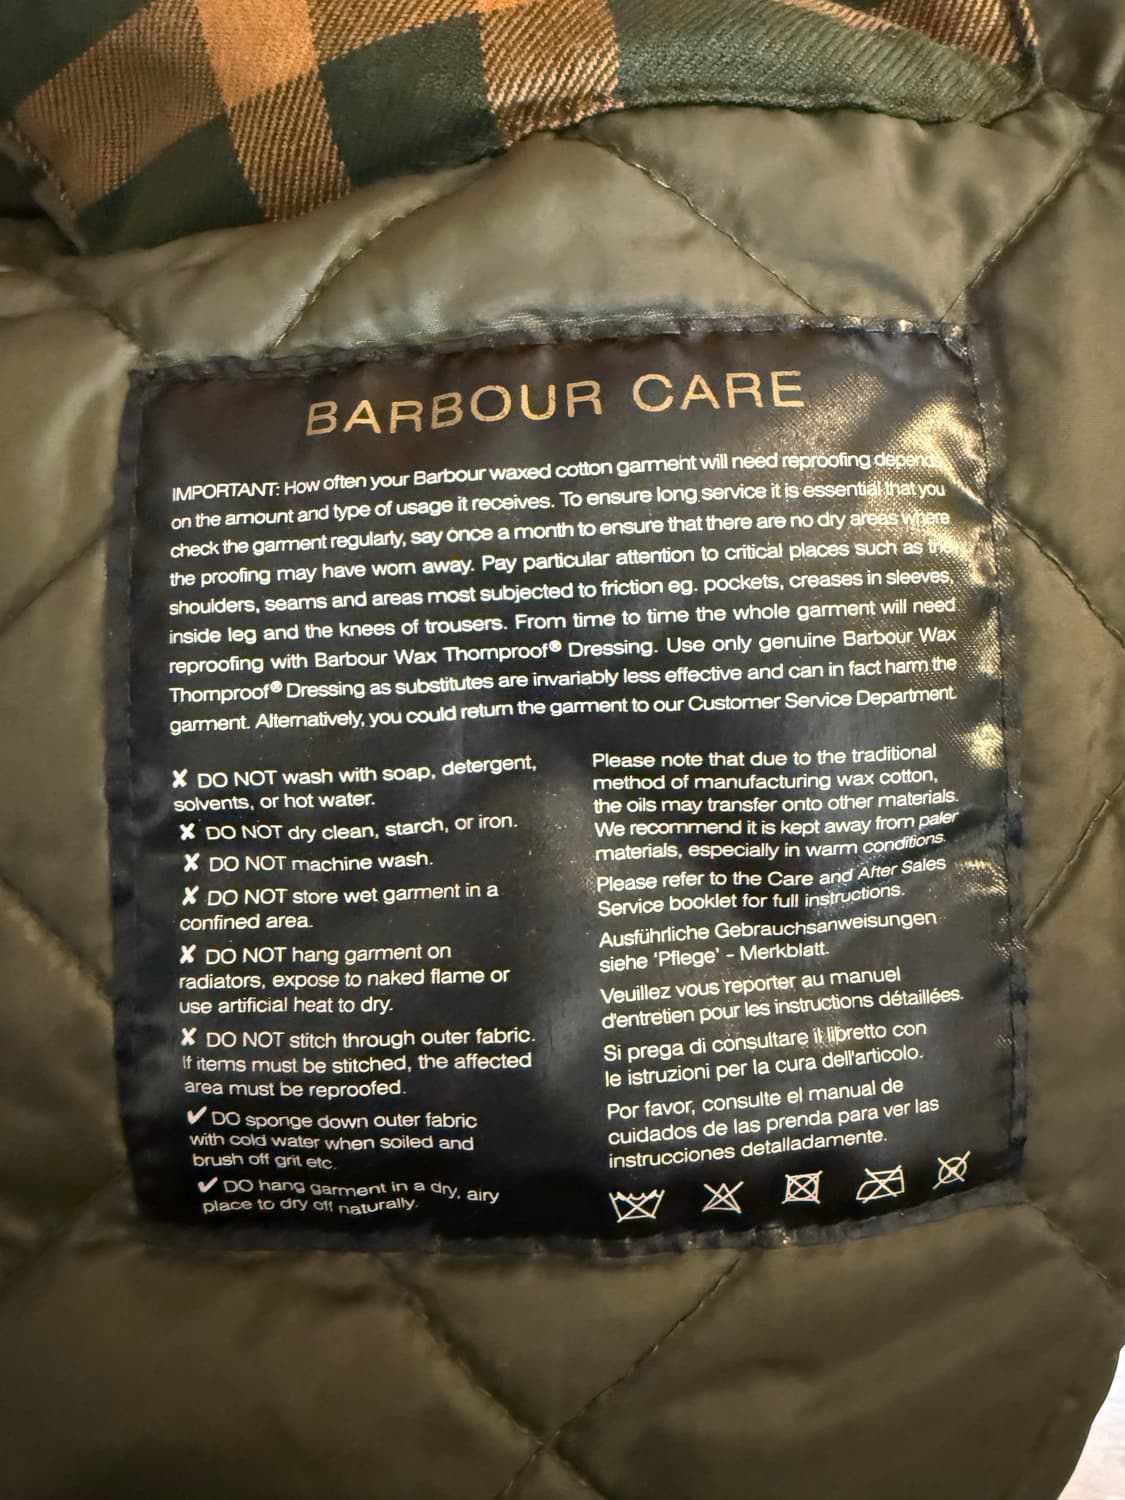 BARBOUR CARE
IMPORTANT: How often your Barbour waxed cotton garment will need reproofing depends
on the amount and type of usage it receives. To ensure long service it is essential that you
check the garment regularly, say once a month to ensure that there are no dry areas where
the proofing may have worn away. Pay particular attention to critical places such as the
shoulders, seams and areas most subjected to friction eg. pockets, creases in sleeves,
inside leg and the knees of trousers. From time to time the whole garment will need
reproofing with Barbour Wax Thornproof® Dressing. Use only genuine Barbour Wax
Thornproof® Dressing as substitutes are invariably less effective and can in fact harm the
garment. Alternatively, you could return the garment to our Customer Service Department.
✘ DO NOT wash with soap, detergent,
solvents, or hot water.
✘ DO NOT dry clean, starch, or iron.
✘ DO NOT machine wash.
✘ DO NOT store wet garment in a
confined area.
✘ DO NOT hang garment on
radiators, expose to naked flame or
use artificial heat to dry.
✘ DO NOT stitch through outer fabric.
If items must be stitched, the affected
area must be reproofed.
✔ DO sponge down outer fabric
with cold water when soiled and
brush off grit etc.
✔ DO hang garment in a dry, airy
place to dry off naturally.
Please note that due to the traditional
method of manufacturing wax cotton,
the oils may transfer onto other materials.
We recommend it is kept away from paler
materials, especially in warm conditions.
Please refer to the Care and After Sales
Service booklet for full instructions.
Ausführliche Gebrauchsanweisungen
siehe 'Pflege' - Merkblatt.
Veuillez vous reporter au manuel
d'entretien pour les instructions détaillées.
Si prega di consultare il libretto con
le istruzioni per la cura dell'articolo.
Por favor, consulte el manual de
cuidados de las prenda para ver las
instrucciones detalladamente.